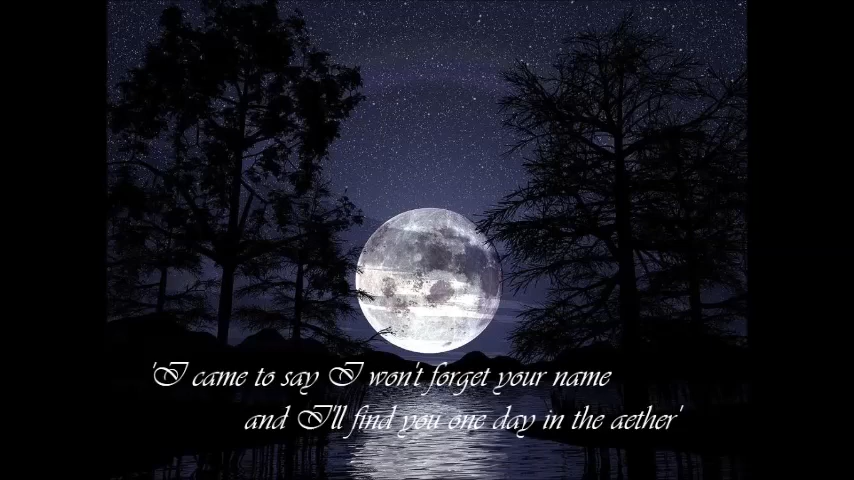 'I came to say I won't forget your name
and I'll find you one day in the aether'